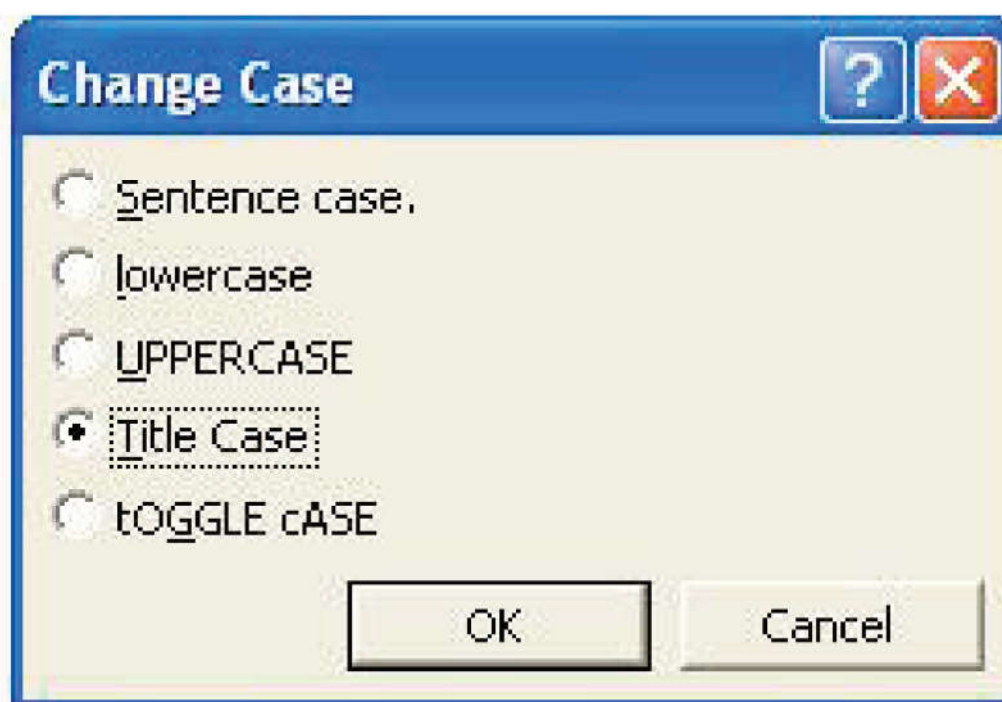 Change Case
Sentence case.
lowercase
UPPERCASE
Title Case
tOGGLE cASE
OK Cancel